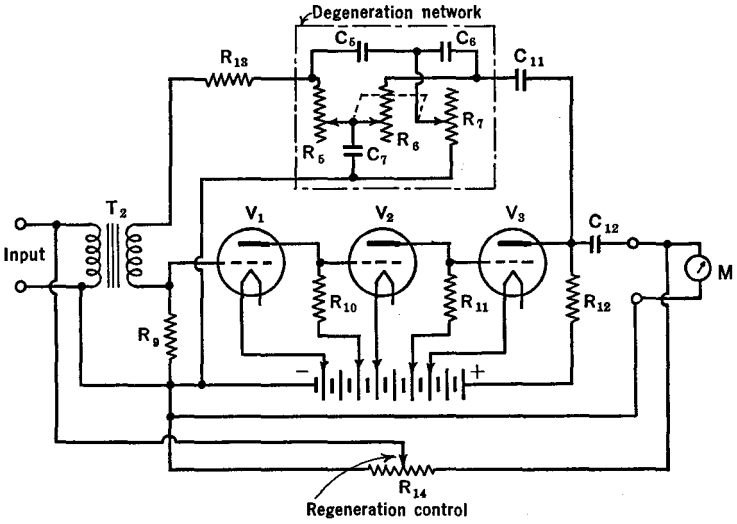 Degeneration network
C5
C6
R13
C11
R5
R6
R7
C7
T2
V1
V2
V3
C12
Input
M
R9
R10
R11
R12
−
+
R14
Regeneration control